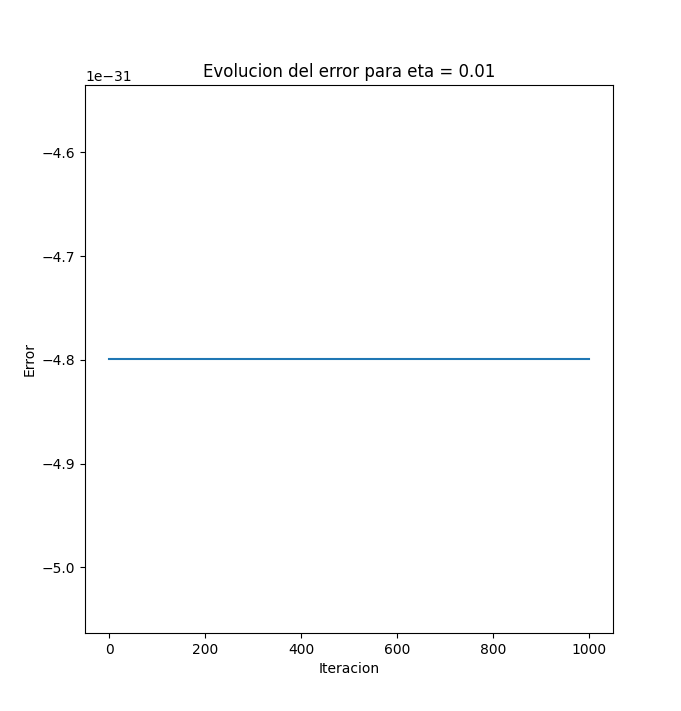 Evolucion del error para eta = 0.01
1e−31
−4.6
−4.7
−4.8
−4.9
−5.0
Error
0 200 400 600 800 1000
Iteracion